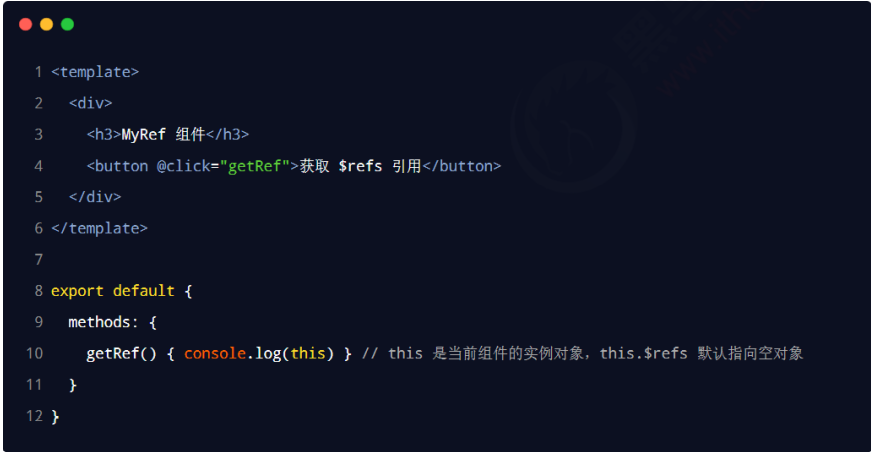 1 <template>
2   <div>
3     <h3>MyRef 组件</h3>
4     <button @click="getRef">获取 $refs 引用</button>
5   </div>
6 </template>
7
8 export default {
9   methods: {
10     getRef() { console.log(this) } // this 是当前组件的实例对象，this.$refs 默认指向空对象
11   }
12 }